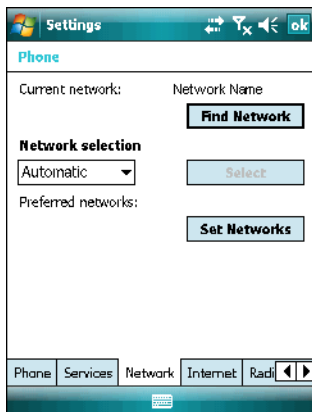 Settings ok
Phone
Current network: Network Name
Find Network
Network selection
Automatic Select
Preferred networks:
Set Networks
Phone Services Network Internet Radi